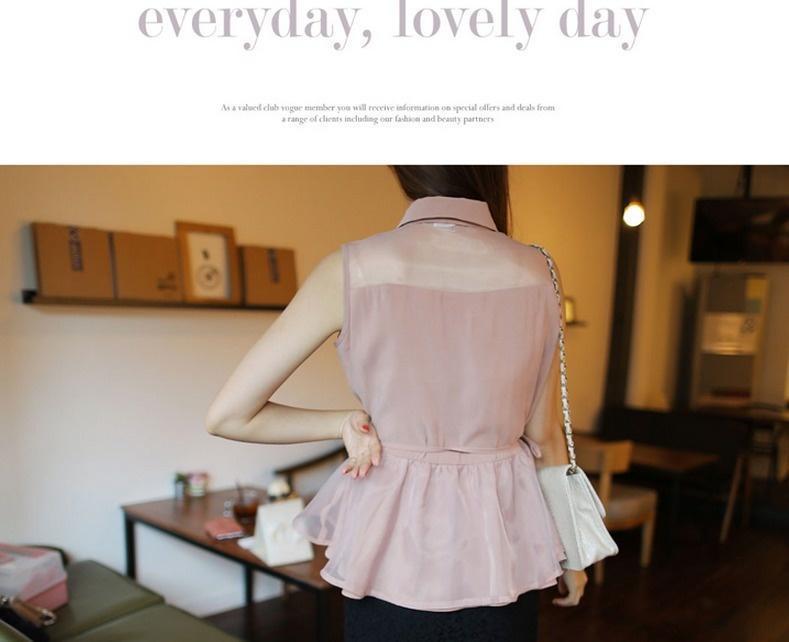 everyday, lovely day
As a valued club vogue member you will receive information on special offers and deals from
a range of clients including our fashion and beauty partners